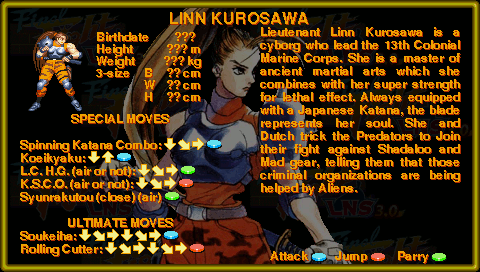 LINN KUROSAWA
Birthdate ???
Height ??? m
Weight ??? kg
3-size B ?? cm
W ?? cm
H ?? cm
SPECIAL MOVES
Spinning Katana Combo:
Koeikyaku:
L.C. H.G. (air or not):
K.S.C.O. (air or not):
Syunrakutou (close) (air)
ULTIMATE MOVES
Soukeiha:
Rolling Cutter:
Lieutenant Linn Kurosawa is a
cyborg who lead the 13th Colonial
Marine Corps. She is a master of
ancient martial arts which she
combines with her super strength
for lethal effect. Always equipped
with a Japanese Katana, the blade
represents her soul. She and
Dutch trick the Predators to Join
their fight against Shadaloo and
Mad gear, telling them that those
criminal organizations are being
helped by Aliens.
Attack Jump Parry